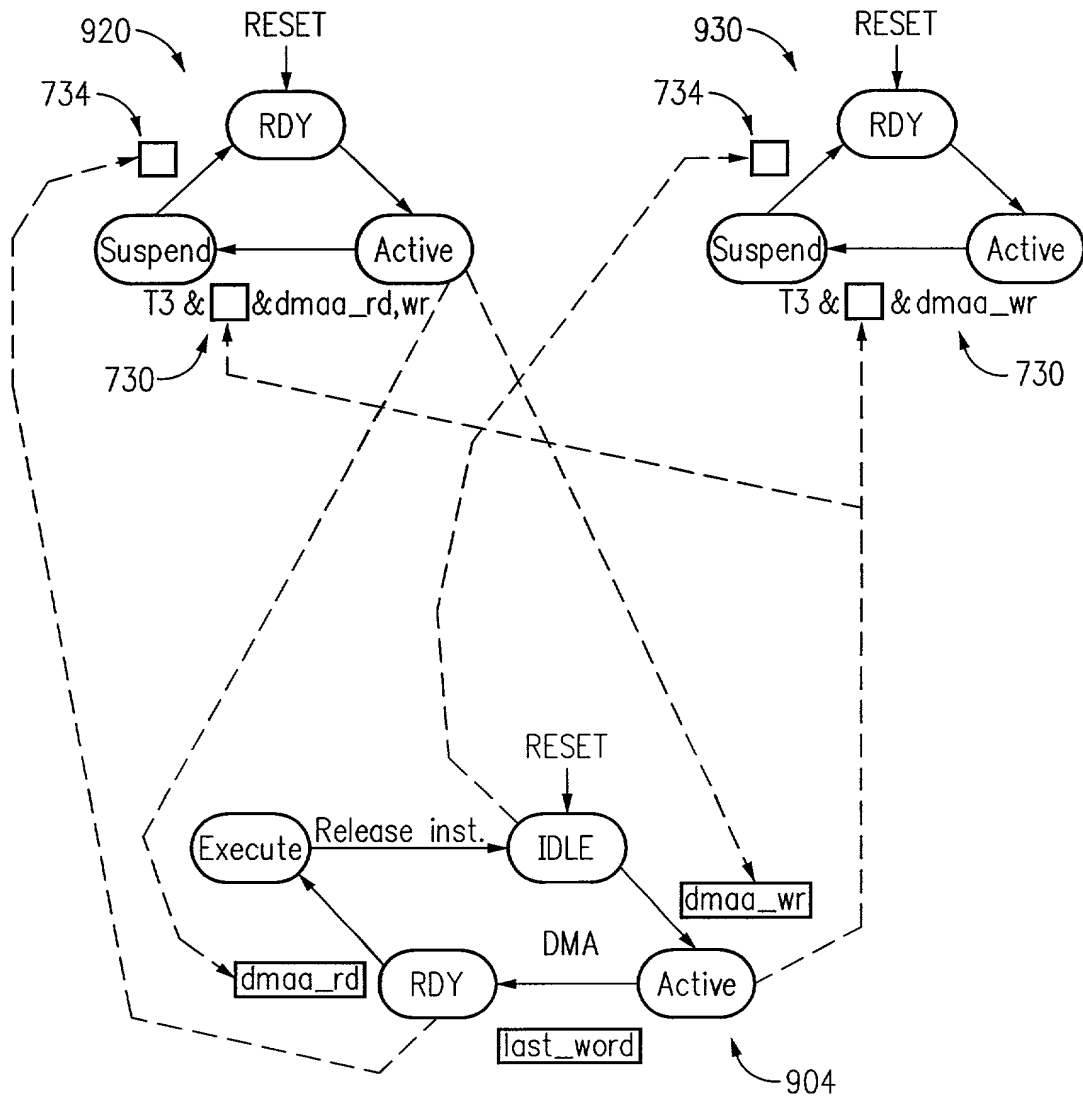 920
RESET
930
RESET
734
RDY
734
RDY
Suspend
Active
Suspend
Active
T3 & &dmaa_rd,wr
T3 & &dmaa_wr
730
730
RESET
Execute
Release inst.
IDLE
dmaa_wr
DMA
dmaa_rd
RDY
Active
last_word
904